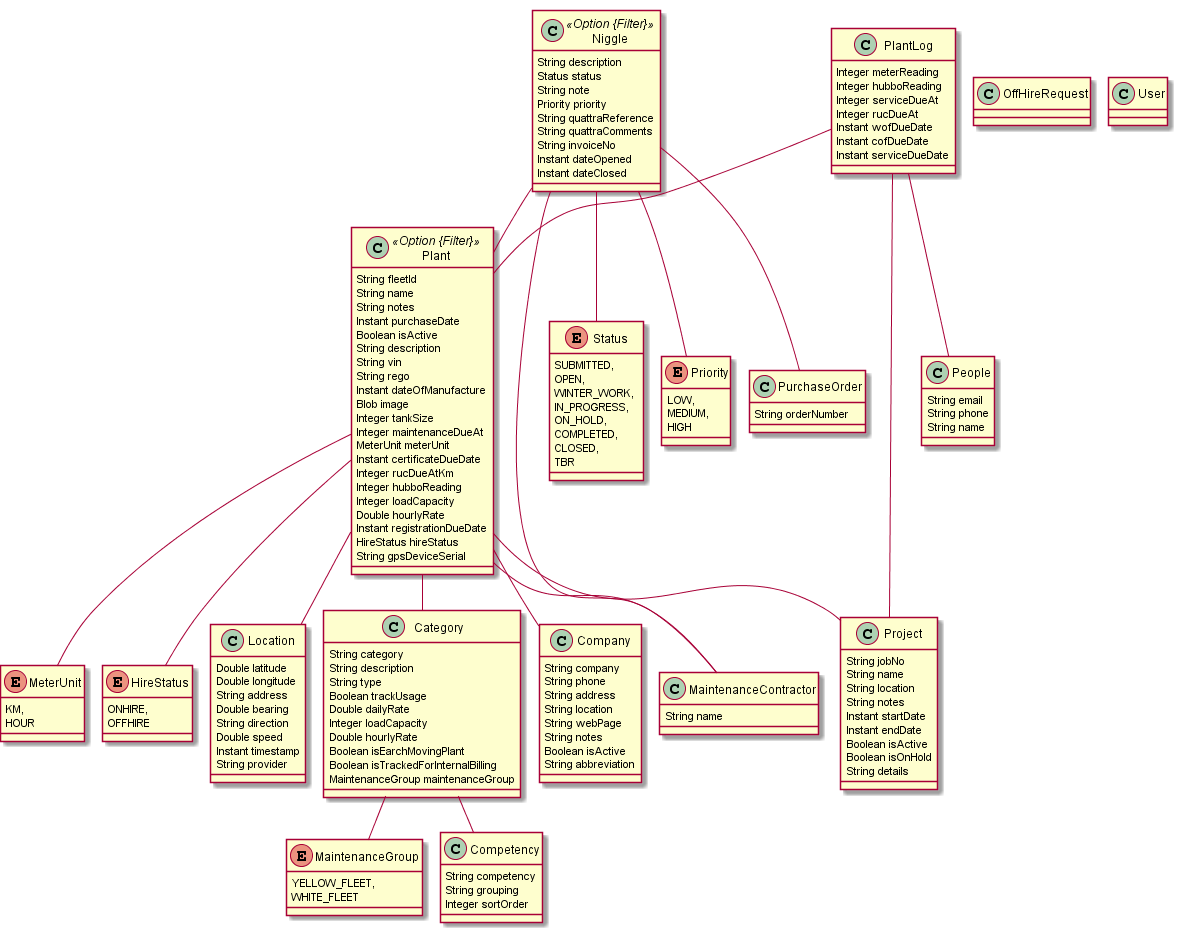 C «Option {Filter}»
Niggle
String description
Status status
String note
Priority priority
String quattraReference
String quattraComments
String invoiceNo
Instant dateOpened
Instant dateClosed
C PlantLog
Integer meterReading
Integer hubboReading
Integer serviceDueAt
Integer rucDueAt
Instant wofDueDate
Instant cofDueDate
Instant serviceDueDate
C OffHireRequest
C User
C «Option {Filter}»
Plant
String fleetId
String name
String notes
Instant purchaseDate
Boolean isActive
String description
String vin
String rego
Instant dateOfManufacture
Blob image
Integer tankSize
Integer maintenanceDueAt
MeterUnit meterUnit
Instant certificateDueDate
Integer rucDueAtKm
Integer hubboReading
Integer loadCapacity
Double hourlyRate
Instant registrationDueDate
HireStatus hireStatus
String gpsDeviceSerial
E Status
SUBMITTED,
OPEN,
WINTER_WORK,
IN_PROGRESS,
ON_HOLD,
COMPLETED,
CLOSED,
TBR
E Priority
LOW,
MEDIUM,
HIGH
C PurchaseOrder
String orderNumber
C People
String email
String phone
String name
E MeterUnit
KM,
HOUR
E HireStatus
ONHIRE,
OFFHIRE
C Location
Double latitude
Double longitude
String address
Double bearing
String direction
Double speed
Instant timestamp
String provider
C Category
String category
String description
String type
Boolean trackUsage
Double dailyRate
Integer loadCapacity
Double hourlyRate
Boolean isEarchMovingPlant
Boolean isTrackedForInternalBilling
MaintenanceGroup maintenanceGroup
C Company
String company
String phone
String address
String location
String webPage
String notes
Boolean isActive
String abbreviation
C MaintenanceContractor
String name
C Project
String jobNo
String name
String location
String notes
Instant startDate
Instant endDate
Boolean isActive
Boolean isOnHold
String details
E MaintenanceGroup
YELLOW_FLEET,
WHITE_FLEET
C Competency
String competency
String grouping
Integer sortOrder